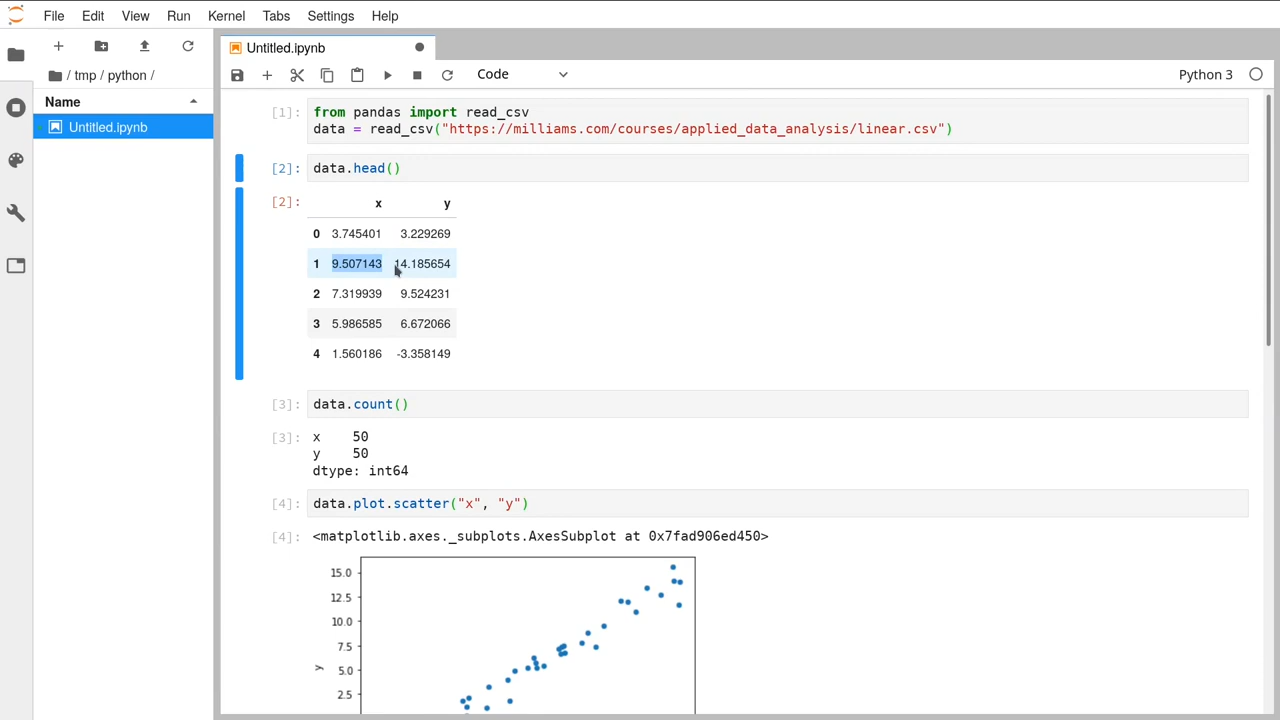 File Edit View Run Kernel Tabs Settings Help
/ tmp / python /
Name
Untitled.ipynb
Untitled.ipynb
Code
Python 3
[1]: from pandas import read_csv
data = read_csv("https://milliams.com/courses/applied_data_analysis/linear.csv")
[2]: data.head()
[2]: x y
0 3.745401 3.229269
1 9.507143 14.185654
2 7.319939 9.524231
3 5.986585 6.672066
4 1.560186 -3.358149
[3]: data.count()
[3]: x 50
y 50
dtype: int64
[4]: data.plot.scatter("x", "y")
[4]: <matplotlib.axes._subplots.AxesSubplot at 0x7fad906ed450>
15.0
12.5
10.0
7.5
5.0
y
2.5